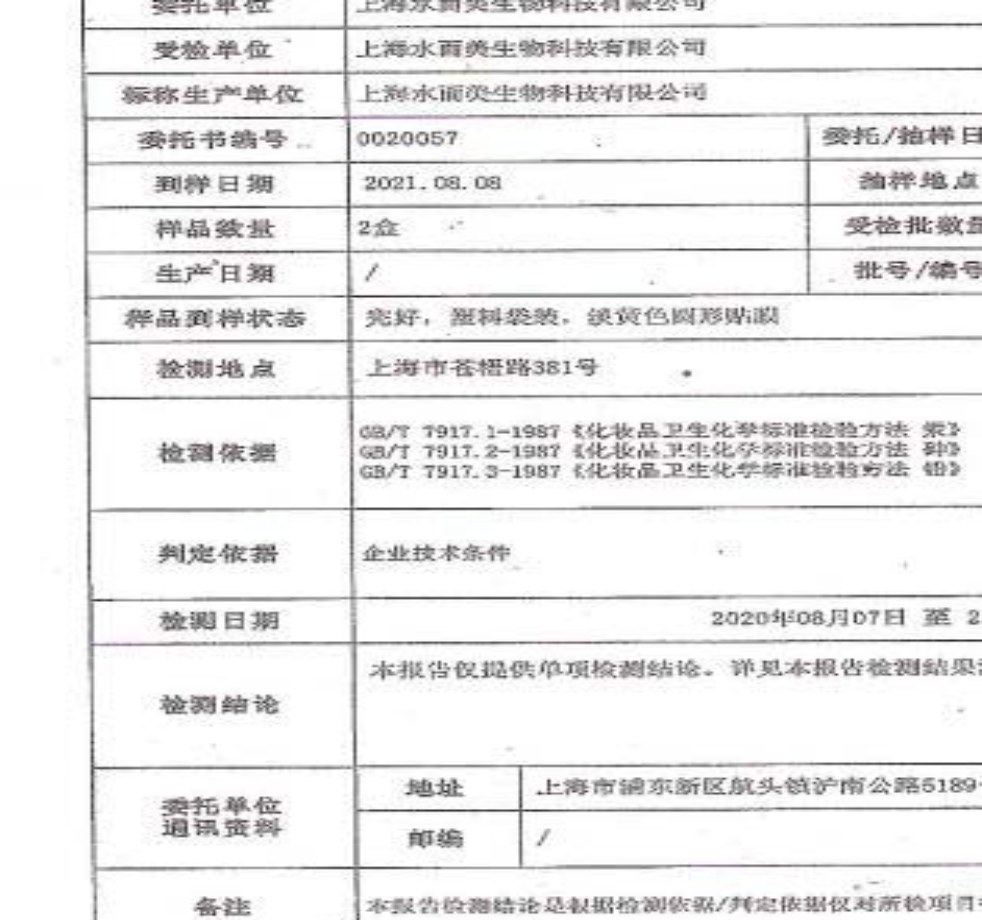 委托单位 上海水面美生物科技有限公司
受检单位 上海水面美生物科技有限公司
标称生产单位 上海水面美生物科技有限公司
委托书编号 0020057 委托/抽样日
到样日期 2021.08.08 抽样地点
样品数量 2盒 受检批数量
生产日期 / 批号/编号
样品到样状态 完好，塑料袋装，淡黄色圆形贴膜
检测地点 上海市苍梧路381号
检测依据
GB/T 7917.1-1987《化妆品卫生化学标准检验方法 汞》
GB/T 7917.2-1987《化妆品卫生化学标准检验方法 砷》
GB/T 7917.3-1987《化妆品卫生化学标准检验方法 铅》
判定依据 企业技术条件
检测日期 2020年08月07日 至 2
检测结论 本报告仅提供单项检测结论。详见本报告检测结果
委托单位
通讯资料
地址 上海市浦东新区航头镇沪南公路5189
邮编 /
备注 本报告检测结论是根据检测依据/判定依据仅对所检项目